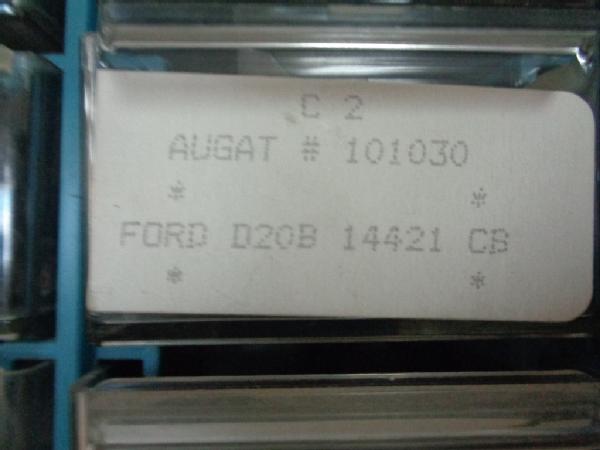 C 2
AUGAT # 101030
* *
FORD D20B 14421 CB
* *